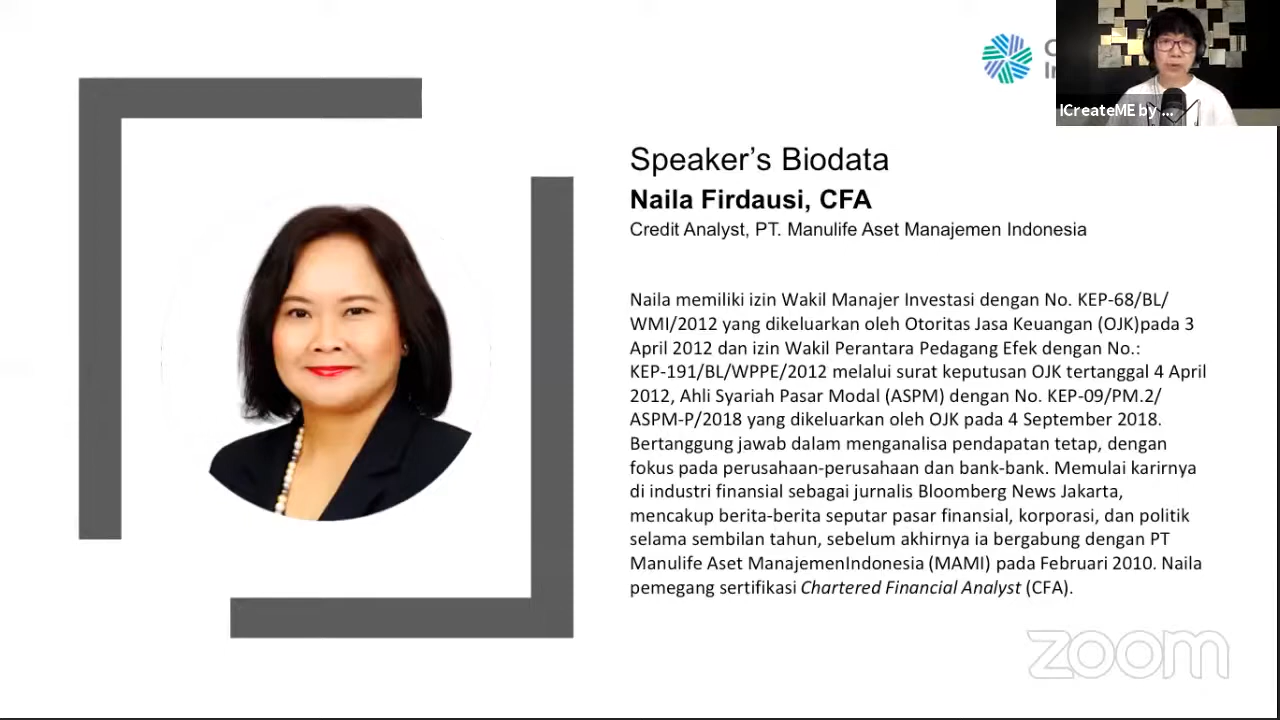 ICreateME by ...
Speaker’s Biodata
Naila Firdausi, CFA
Credit Analyst, PT. Manulife Aset Manajemen Indonesia
Naila memiliki izin Wakil Manajer Investasi dengan No. KEP-68/BL/
WMI/2012 yang dikeluarkan oleh Otoritas Jasa Keuangan (OJK)pada 3
April 2012 dan izin Wakil Perantara Pedagang Efek dengan No.:
KEP-191/BL/WPPE/2012 melalui surat keputusan OJK tertanggal 4 April
2012, Ahli Syariah Pasar Modal (ASPM) dengan No. KEP-09/PM.2/
ASPM-P/2018 yang dikeluarkan oleh OJK pada 4 September 2018.
Bertanggung jawab dalam menganalisa pendapatan tetap, dengan
fokus pada perusahaan-perusahaan dan bank-bank. Memulai karirnya
di industri finansial sebagai jurnalis Bloomberg News Jakarta,
mencakup berita-berita seputar pasar finansial, korporasi, dan politik
selama sembilan tahun, sebelum akhirnya ia bergabung dengan PT
Manulife Aset ManajemenIndonesia (MAMI) pada Februari 2010. Naila
pemegang sertifikasi Chartered Financial Analyst (CFA).
zoom